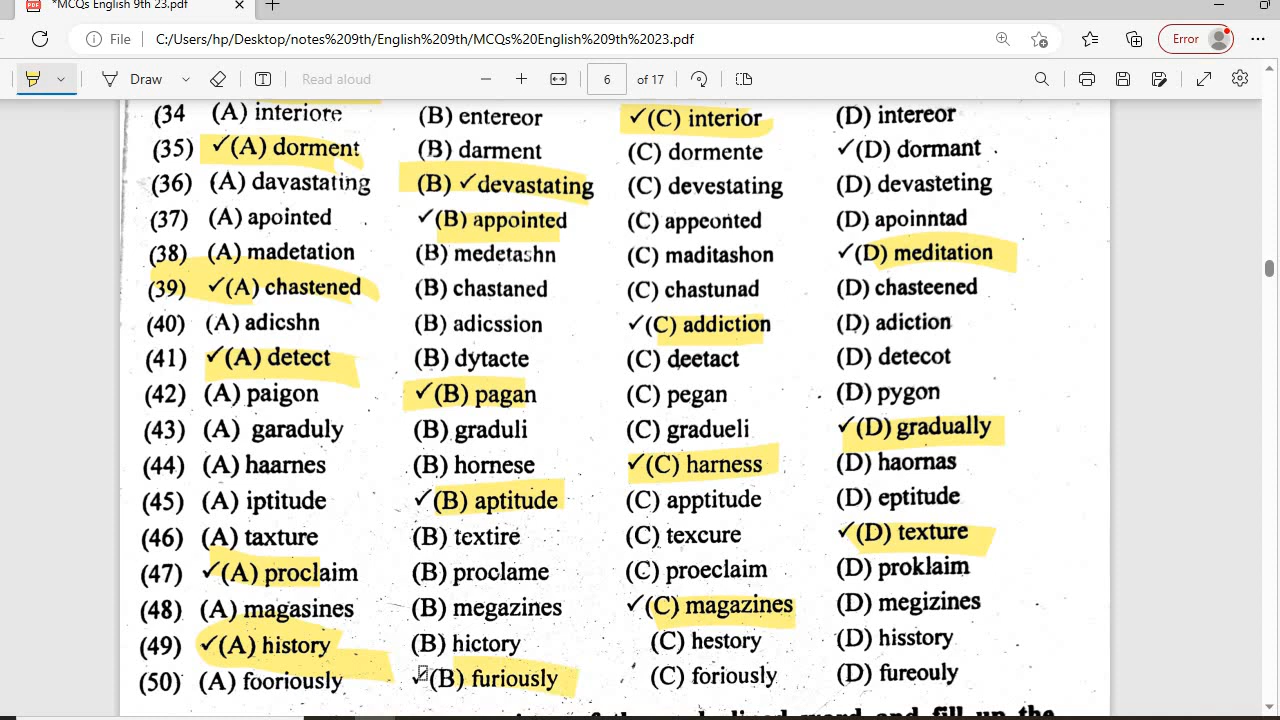 *MCQs English 9th 23.pdf
File C:/Users/hp/Desktop/notes%209th/English%209th/MCQs%20English%209th%2023.pdf Error
Draw Read aloud 6 of 17
(34 (A) interiore (B) entereor ✓(C) interior (D) intereor
(35) ✓(A) dorment (B) darment (C) dormente ✓(D) dormant .
(36) (A) davastating (B) ✓devastating (C) devestating (D) devasteting
(37) (A) apointed ✓(B) appointed (C) appeonted (D) apoinntad
(38) (A) madetation (B) medetashn (C) maditashon ✓(D) meditation
(39) ✓(A) chastened (B) chastaned (C) chastunad (D) chasteened
(40) (A) adicshn (B) adicssion ✓(C) addiction (D) adiction
(41) ✓(A) detect (B) dytacte (C) deetact (D) detecot
(42) (A) paigon ✓(B) pagan (C) pegan (D) pygon
(43) (A) garaduly (B) graduli (C) gradueli ✓(D) gradually
(44) (A) haarnes (B) hornese ✓(C) harness (D) haornas
(45) (A) iptitude ✓(B) aptitude (C) apptitude (D) eptitude
(46) (A) taxture (B) textire (C) texcure ✓(D) texture
(47) ✓(A) proclaim (B) proclame (C) proeclaim (D) proklaim
(48) (A) magasines (B) megazines ✓(C) magazines (D) megizines
(49) ✓(A) history (B) hictory (C) hestory (D) hisstory
(50) (A) fooriously ✓(B) furiously (C) foriously (D) fureouly
word and fill up the